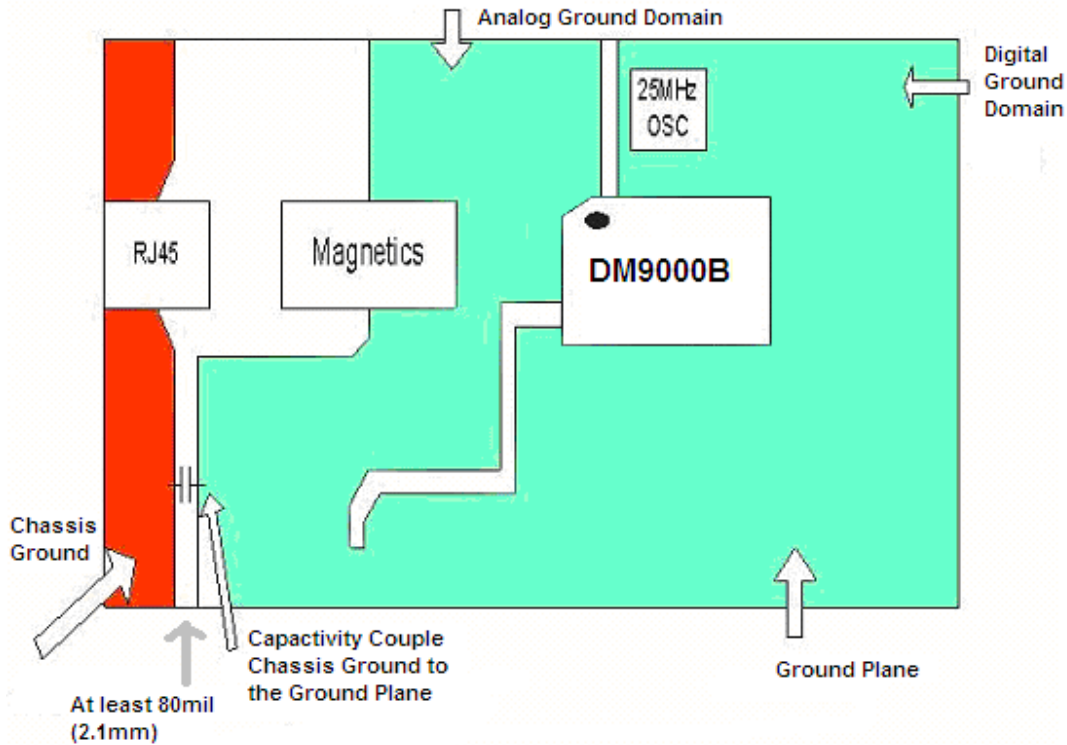 Analog Ground Domain
Digital
Ground
Domain
25MHz
OSC
RJ45
Magnetics
DM9000B
Chassis
Ground
Capactivity Couple
Chassis Ground to
the Ground Plane
Ground Plane
At least 80mil
(2.1mm)